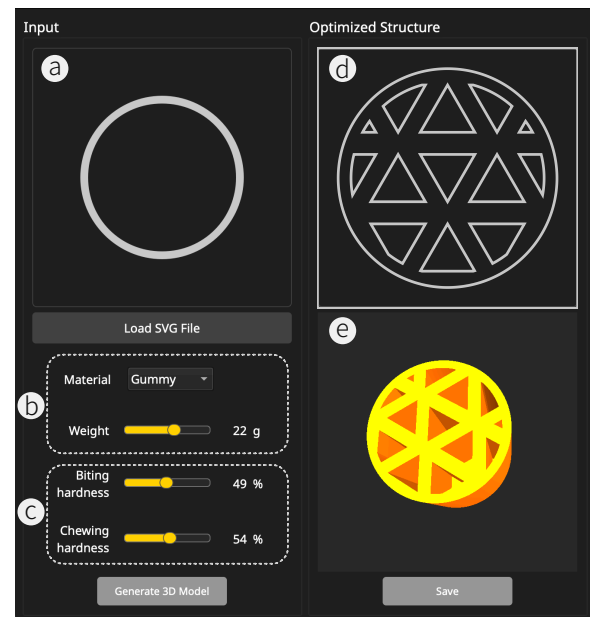 Input
Optimized Structure
a
d
Load SVG File
e
b
Material Gummy
Weight 22 g
c
Biting
hardness 49 %
Chewing
hardness 54 %
Generate 3D Model
Save